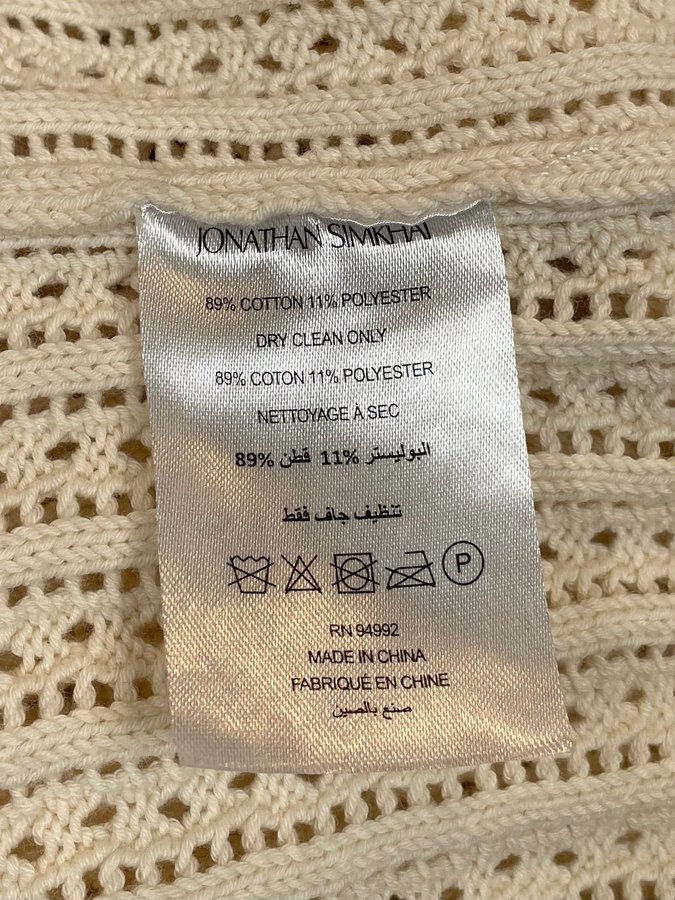 JONATHAN SIMKHAI
89% COTTON 11% POLYESTER
DRY CLEAN ONLY
89% COTON 11% POLYESTER
NETTOYAGE À SEC
89% قطن 11% البوليستر
تنظيف جاف فقط
P
RN 94992
MADE IN CHINA
FABRIQUÉ EN CHINE
صنع بالصين